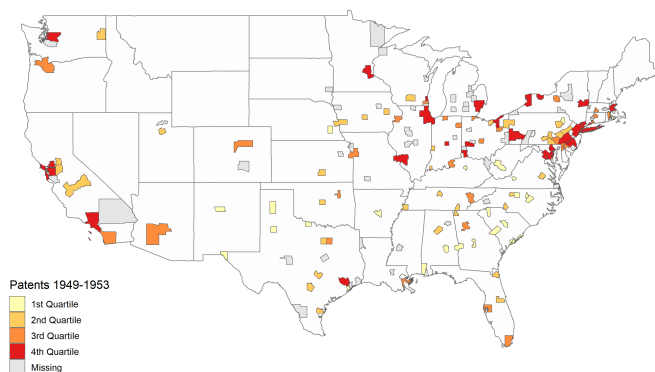 Patents 1949-1953
1st Quartile
2nd Quartile
3rd Quartile
4th Quartile
Missing